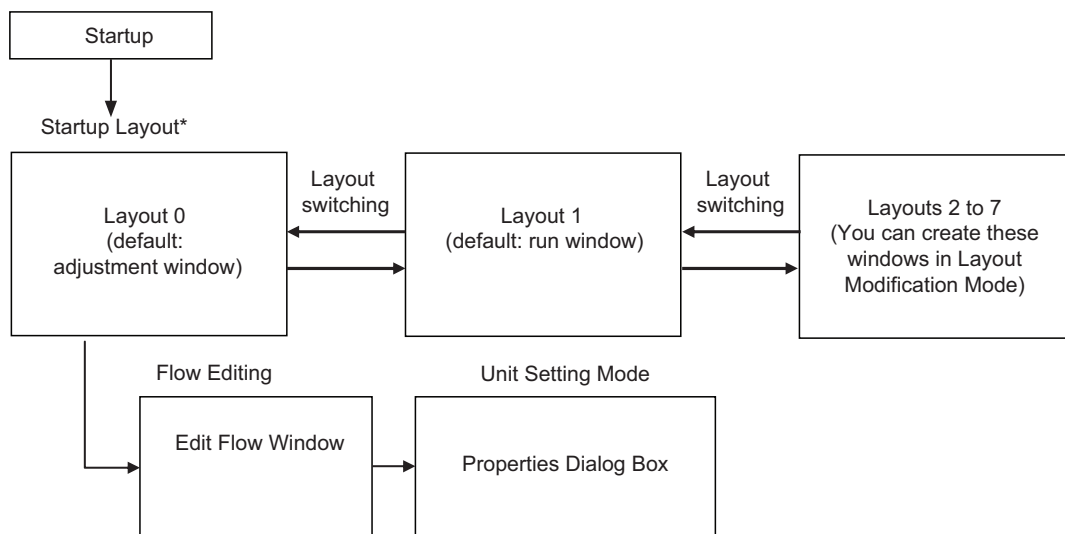 Startup
Startup Layout*
Layout 0
(default:
adjustment window)
Layout
switching
Layout 1
(default: run window)
Layout
switching
Layouts 2 to 7
(You can create these
windows in Layout
Modification Mode)
Flow Editing
Edit Flow Window
Unit Setting Mode
Properties Dialog Box